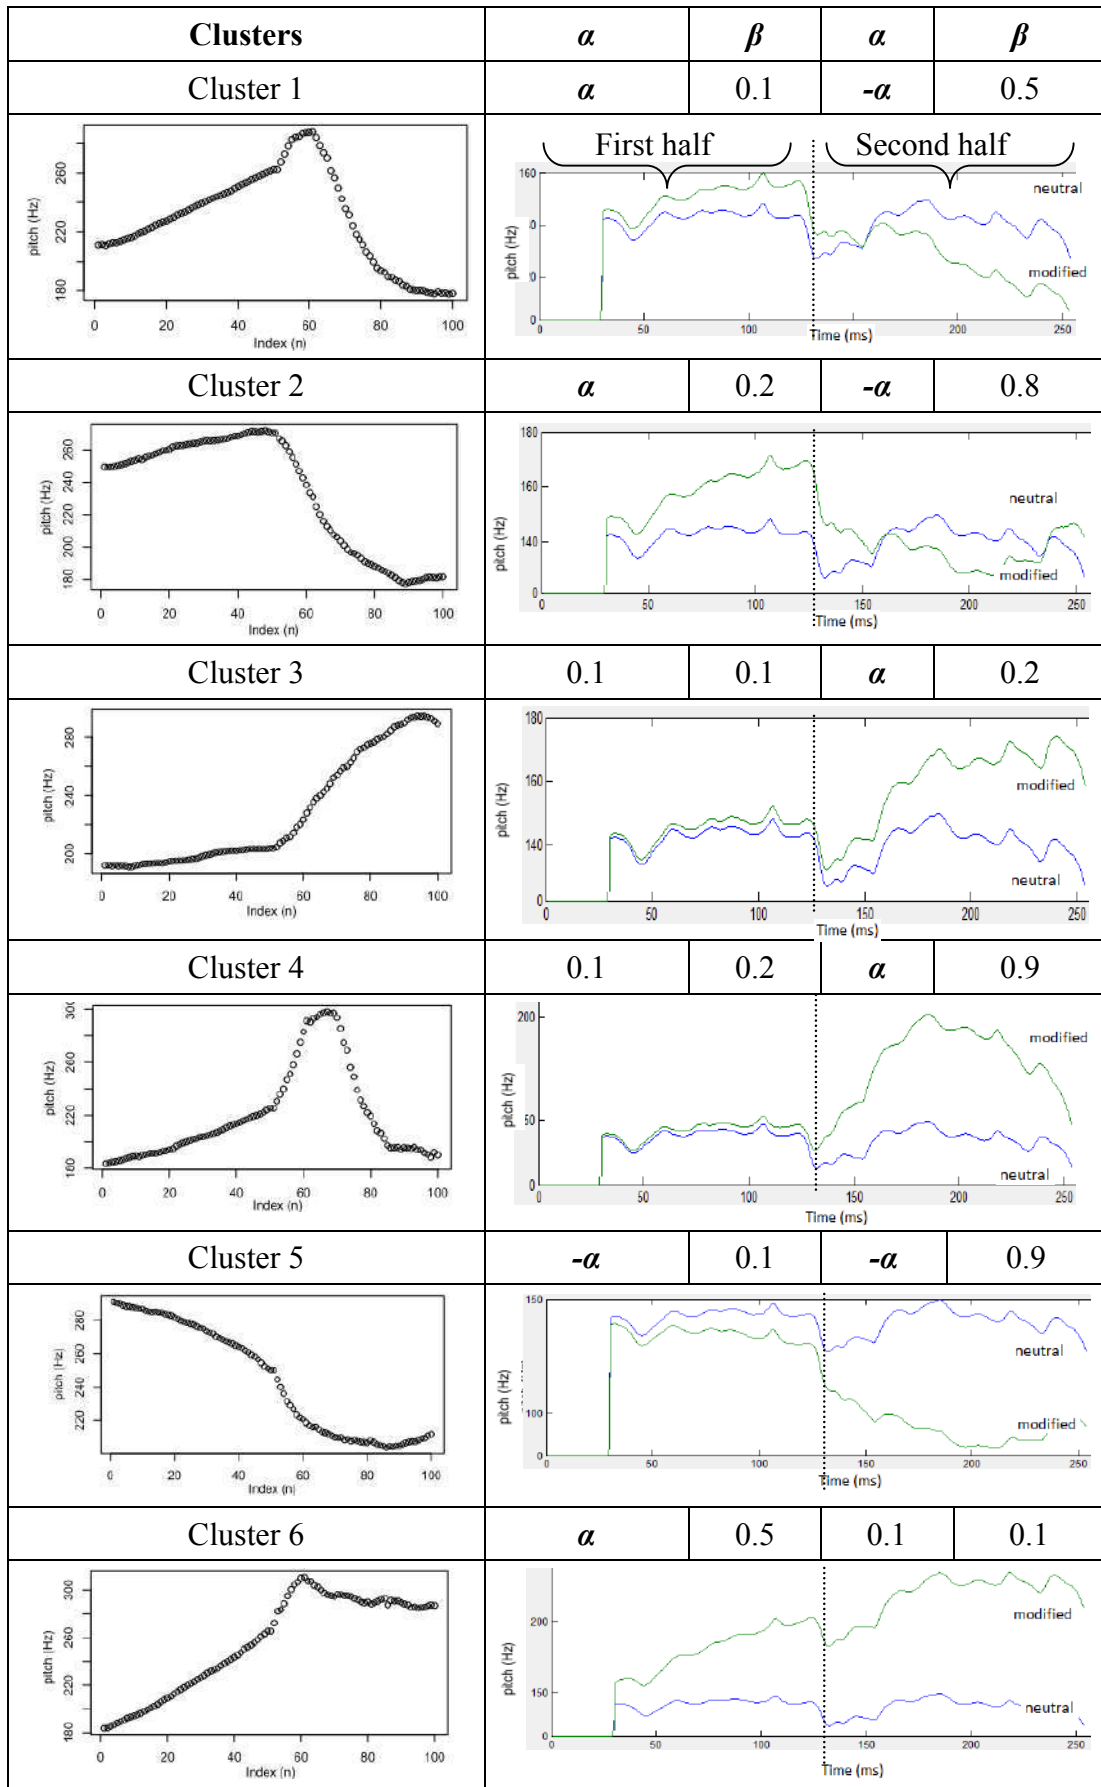 Clusters α β α β
Cluster 1 α 0.1 -α 0.5
pitch (Hz)
260
220
180
0 20 40 60 80 100
Index (n)
First half Second half
160
80
20
0
pitch (Hz)
neutral
modified
0 50 100 200 250
Time (ms)
Cluster 2 α 0.2 -α 0.8
pitch (Hz)
260
240
200
180
0 20 40 60 80 100
Index (n)
180
160
140
0
pitch (Hz)
neutral
modified
0 50 100 150 200 250
Time (ms)
Cluster 3 0.1 0.1 α 0.2
pitch (Hz)
280
240
200
0 20 40 60 80 100
Index (n)
180
160
140
0
pitch (Hz)
modified
neutral
0 50 100 150 200 250
Time (ms)
Cluster 4 0.1 0.2 α 0.9
pitch (Hz)
300
260
220
180
0 20 40 60 80 100
Index (n)
200
50
0
pitch (Hz)
modified
neutral
0 50 100 150 200 250
Time (ms)
Cluster 5 -α 0.1 -α 0.9
pitch (Hz)
280
260
240
220
0 20 40 60 80 100
Index (n)
150
100
0
pitch (Hz)
neutral
modified
0 50 100 150 200 250
Time (ms)
Cluster 6 α 0.5 0.1 0.1
pitch (Hz)
300
260
220
180
0 20 40 60 80 100
Index (n)
200
150
0
pitch (Hz)
modified
neutral
0 50 100 150 200 250
Time (ms)